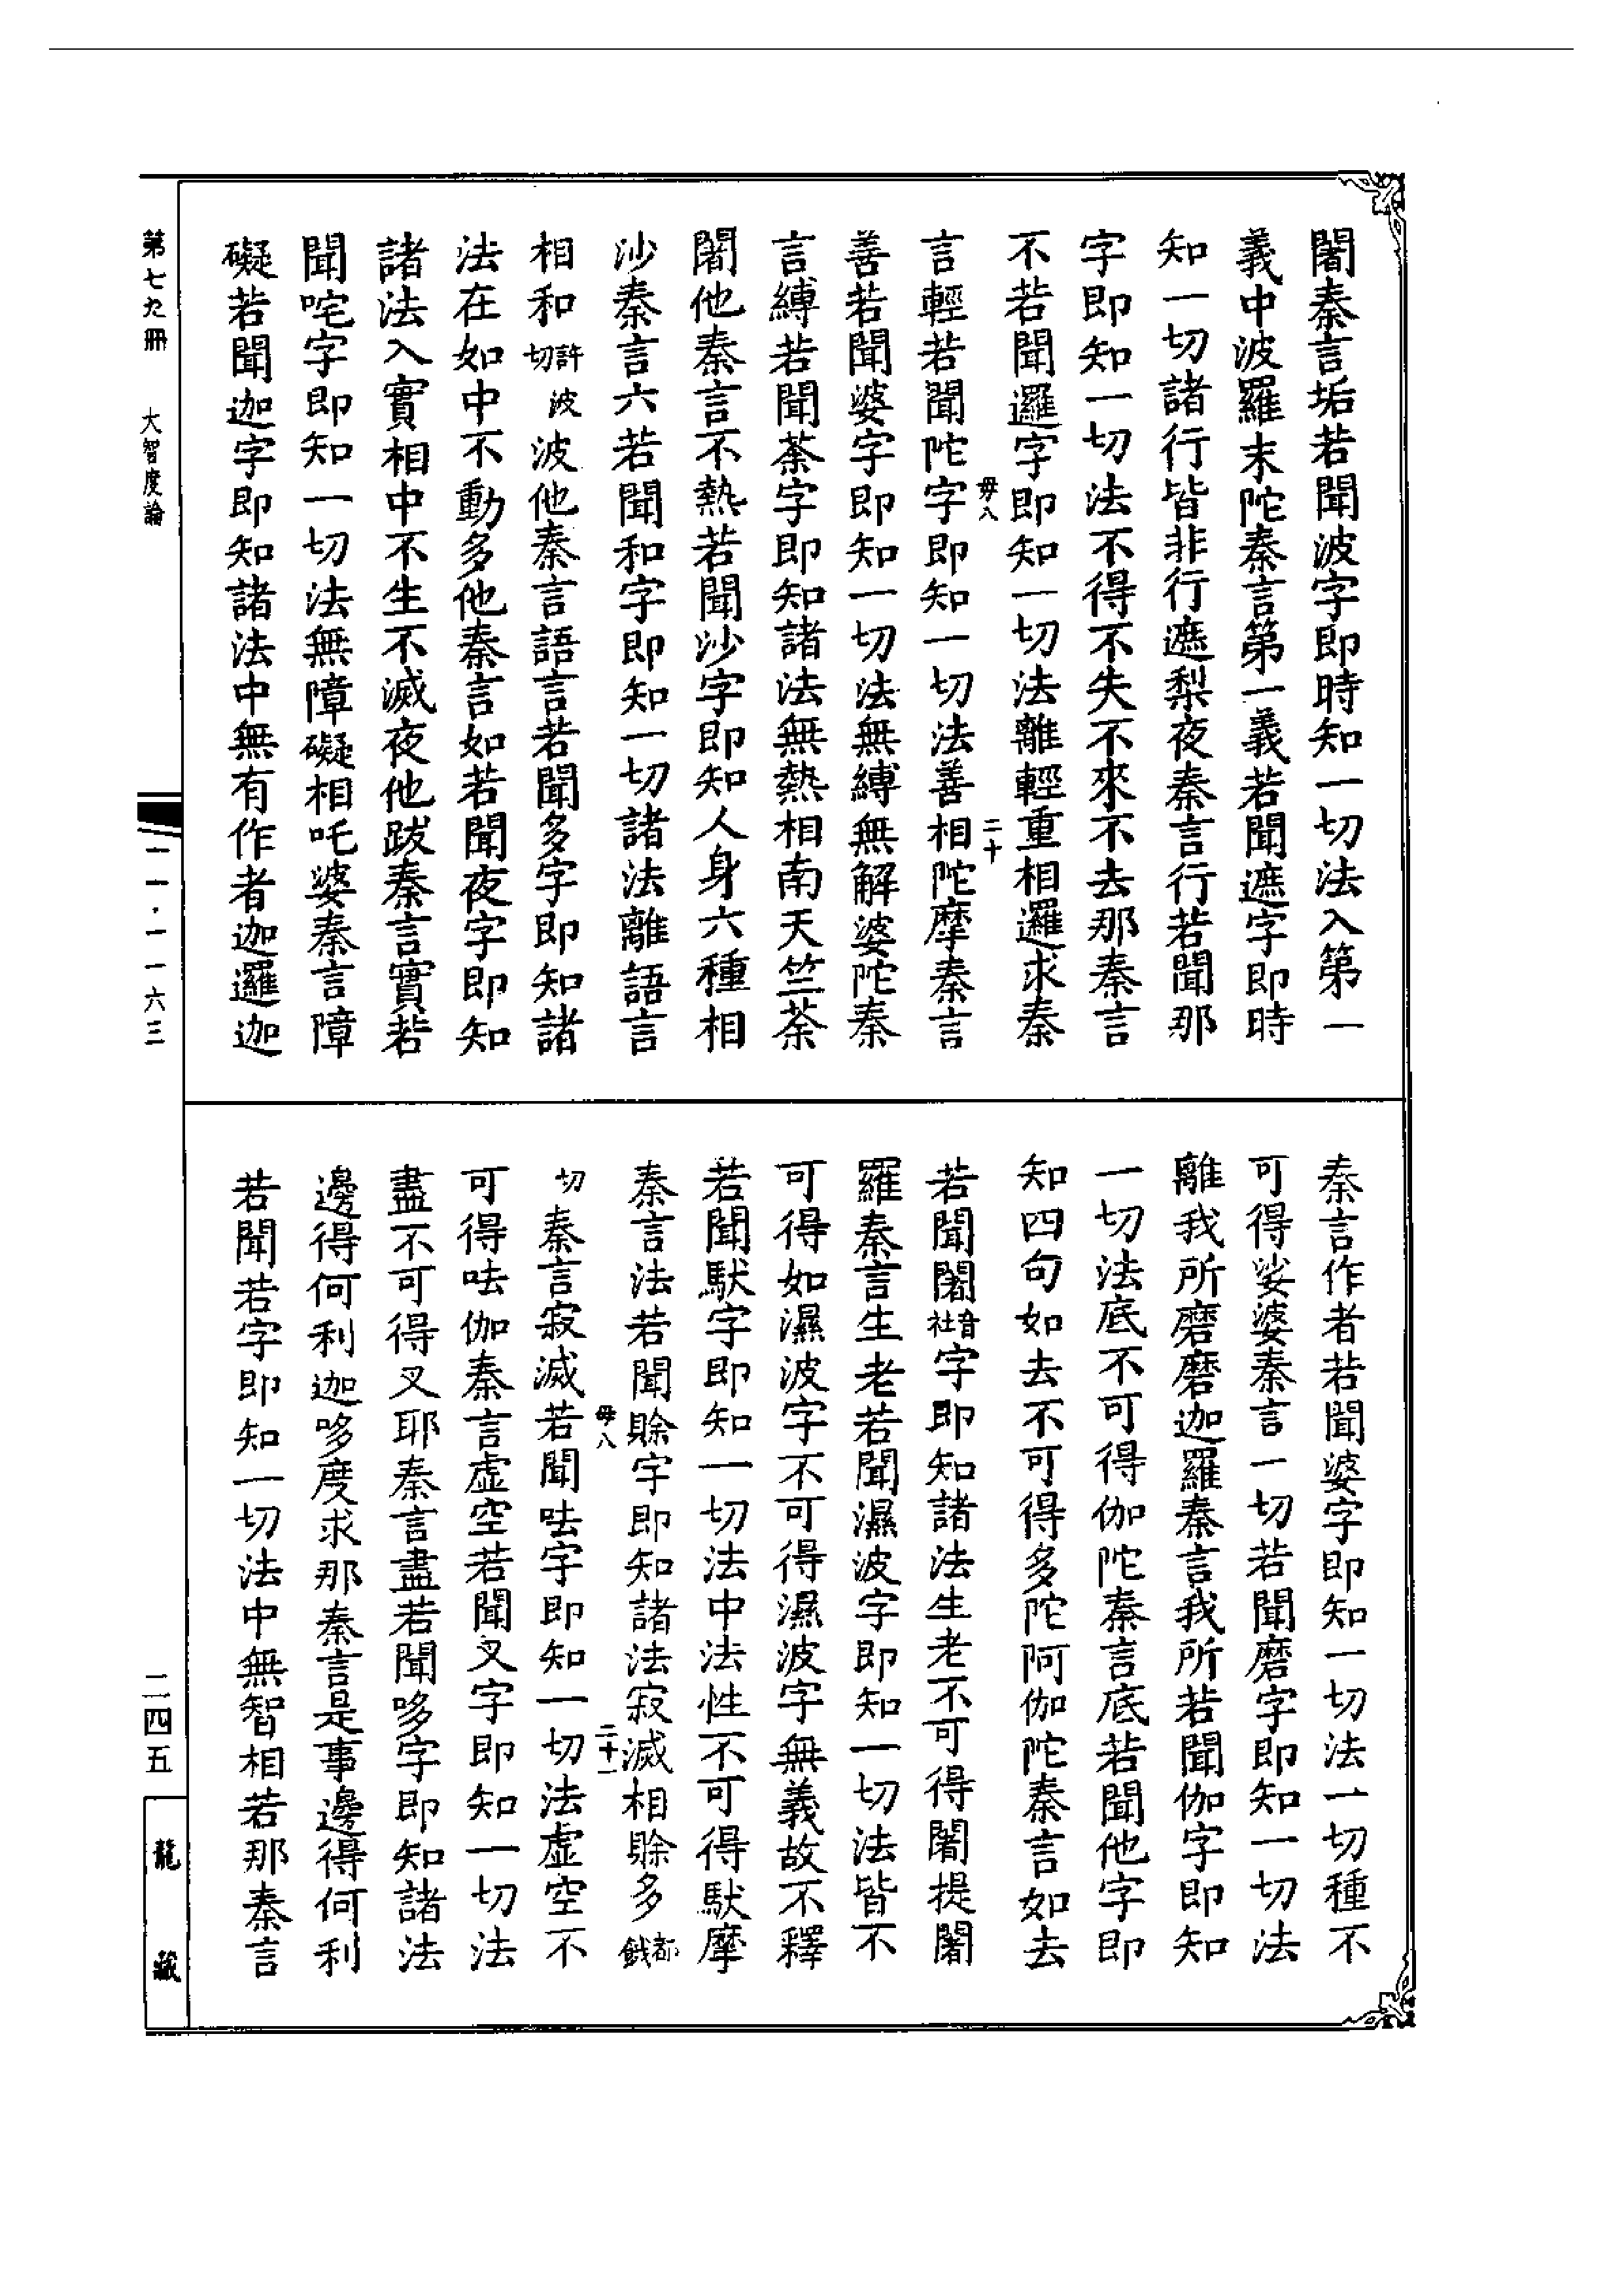 闍秦言垢若聞波字即時知一切法入第一
義中波羅末陀秦言第一義若聞遮字即時
知一切諸行皆非行遮梨夜秦言行若聞那
字即知一切法不得不失不來不去那秦言
不若聞邏字即知一切法離輕重相邏求秦
毋八
二十
言輕若聞陀字即知一切法善相陀摩秦言
善若聞婆字即知一切法無縛無解婆陀秦
言縛若聞荼字即知諸法無熱相南天竺荼
闍他秦言不熱若聞沙字即知人身六種相
沙秦言六若聞和字即知一切諸法離語言
相和許波切波他秦言語言若聞多字即知諸
法在如中不動多他秦言如若聞夜字即知
諸法入實相中不生不滅夜他跋秦言實若
聞咤字即知一切法無障礙相吒婆秦言障
礙若聞迦字即知諸法中無有作者迦邏迦
秦言作者若聞婆字即知一切法一切種不
可得娑婆秦言一切若聞磨字即知一切法
離我所磨磨迦羅秦言我所若聞伽字即知
一切法底不可得伽陀秦言底若聞他字即
知四句如去不可得多陀阿伽陀秦言如去
若聞闍音社字即知諸法生老不可得闍提闍
羅秦言生老若聞濕波字即知一切法皆不
可得如濕波字不可得濕波字無義故不釋
若聞馱字即知一切法中法性不可得馱摩
秦言法若聞賒字即知諸法寂滅相賒多都餓
毋八
二十一
切秦言寂滅若聞呿字即知一切法虛空不
可得呿伽秦言虛空若聞叉字即知一切法
盡不可得叉耶秦言盡若聞哆字即知諸法
邊得何利迦哆度求那秦言是事邊得何利
若聞若字即知一切法中無智相若那秦言
第七九冊
大智度論
一一·一一六三
二四五
龍藏